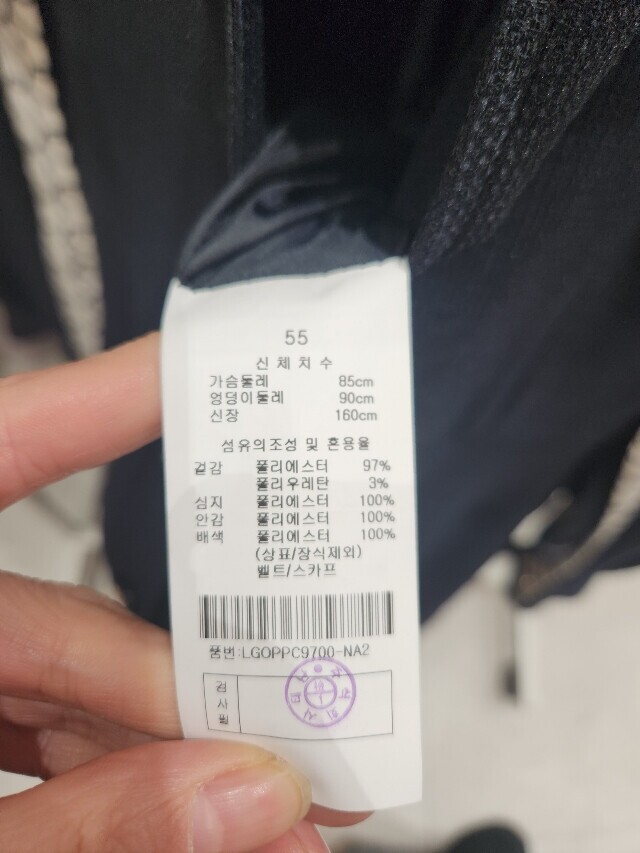 55
신체치수
가슴둘레 85cm
엉덩이둘레 90cm
신장 160cm
섬유의조성 및 혼용율
겉감 폴리에스터 97%
폴리우레탄 3%
심지 폴리에스터 100%
안감 폴리에스터 100%
배색 폴리에스터 100%
(상표/장식제외)
벨트/스카프
품번:LGOPPC9700-NA2
검사필